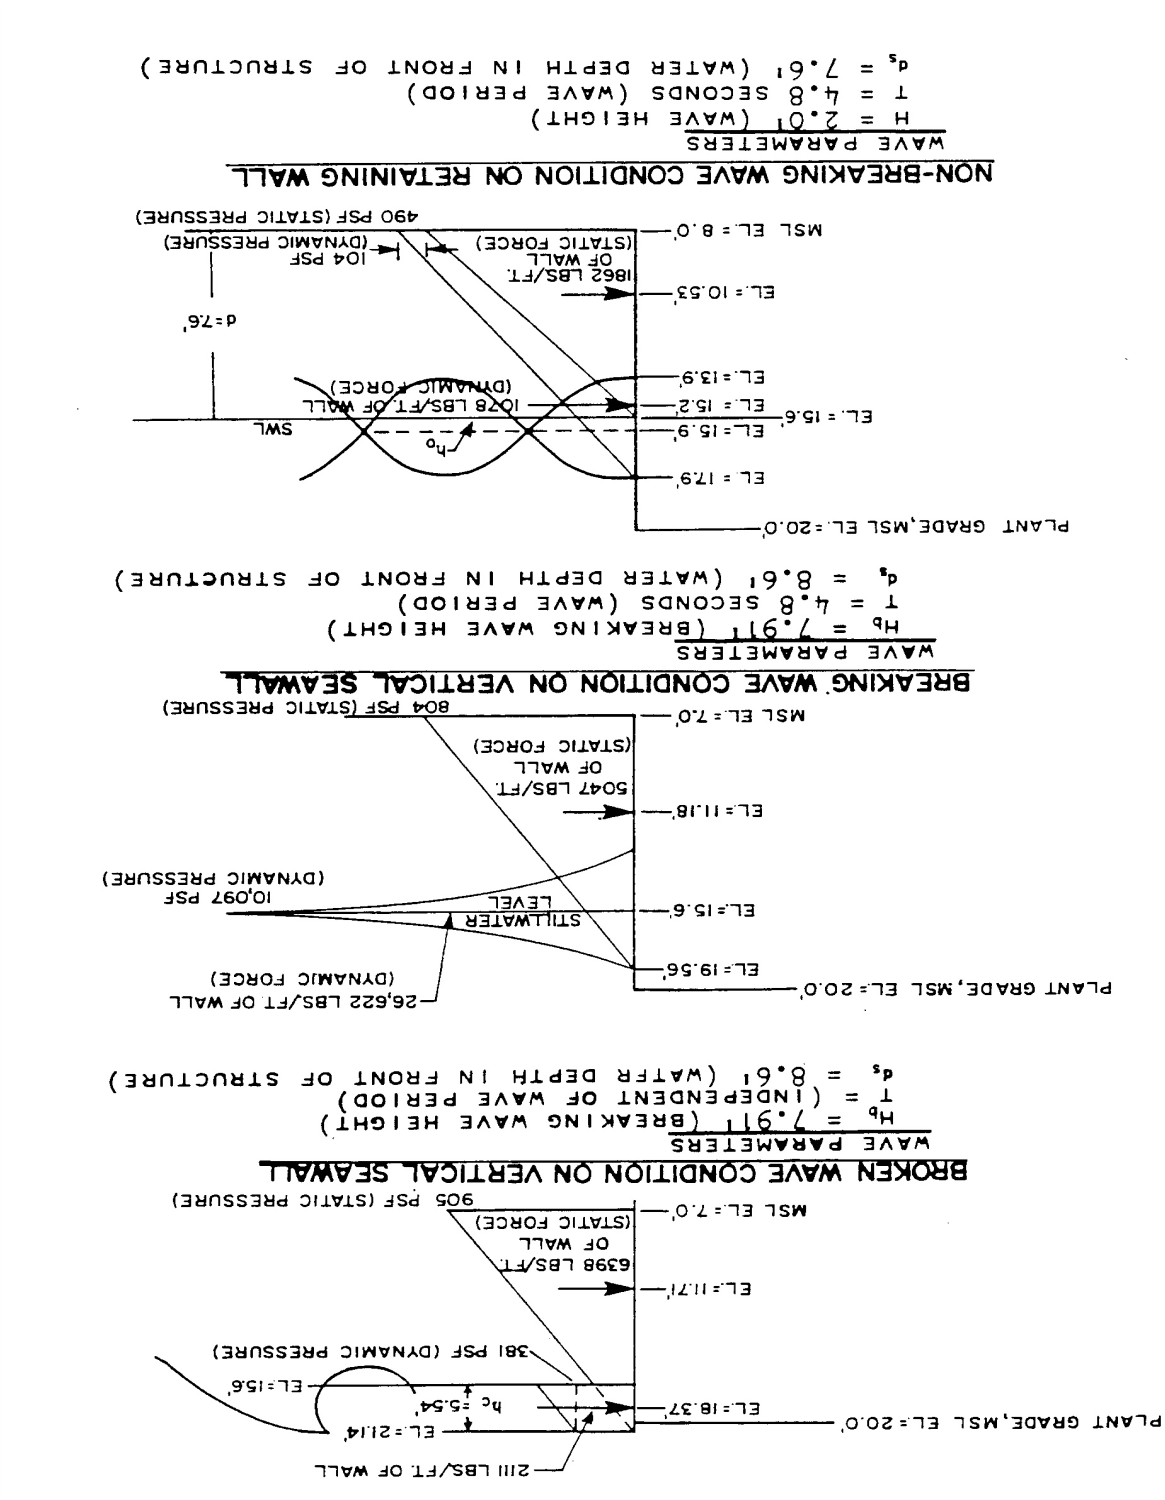 2111 LBS/FT. OF WALL
PLANT GRADE, MSL EL.=20.0'
EL.=21.14'
EL.=18.37'
hc =5.54'
EL.=15.6'
381 PSF (DYNAMIC PRESSURE)
EL.=11.71'
6398 LBS/FT.
OF WALL
(STATIC FORCE)
MSL EL.=7.0'
905 PSF (STATIC PRESSURE)
BROKEN WAVE CONDITION ON VERTICAL SEAWALL
WAVE PARAMETERS
Hb = 7.91' (BREAKING WAVE HEIGHT)
T = (INDEPENDENT OF WAVE PERIOD)
ds = 8.6' (WATER DEPTH IN FRONT OF STRUCTURE)
PLANT GRADE, MSL EL.=20.0'
26,622 LBS/FT. OF WALL
(DYNAMIC FORCE)
EL.=19.56'
STILLWATER
LEVEL
EL.=15.6'
10,097 PSF
(DYNAMIC PRESSURE)
EL.=11.18'
5047 LBS/FT.
OF WALL
(STATIC FORCE)
MSL EL.=7.0'
804 PSF (STATIC PRESSURE)
BREAKING WAVE CONDITION ON VERTICAL SEAWALL
WAVE PARAMETERS
Hb = 7.91' (BREAKING WAVE HEIGHT)
T = 4.8 SECONDS (WAVE PERIOD)
ds = 8.6' (WATER DEPTH IN FRONT OF STRUCTURE)
PLANT GRADE, MSL EL.=20.0'
EL.=17.9'
ho
EL.=15.9'
SWL
EL.=15.6'
EL.=15.2'
1078 LBS/FT. OF WALL
(DYNAMIC FORCE)
EL.=13.9'
d=7.6'
EL.=10.53'
1862 LBS/FT.
OF WALL
(STATIC FORCE)
104 PSF
(DYNAMIC PRESSURE)
MSL EL.=8.0'
490 PSF (STATIC PRESSURE)
NON-BREAKING WAVE CONDITION ON RETAINING WALL
WAVE PARAMETERS
H = 2.0' (WAVE HEIGHT)
T = 4.8 SECONDS (WAVE PERIOD)
ds = 7.6' (WATER DEPTH IN FRONT OF STRUCTURE)